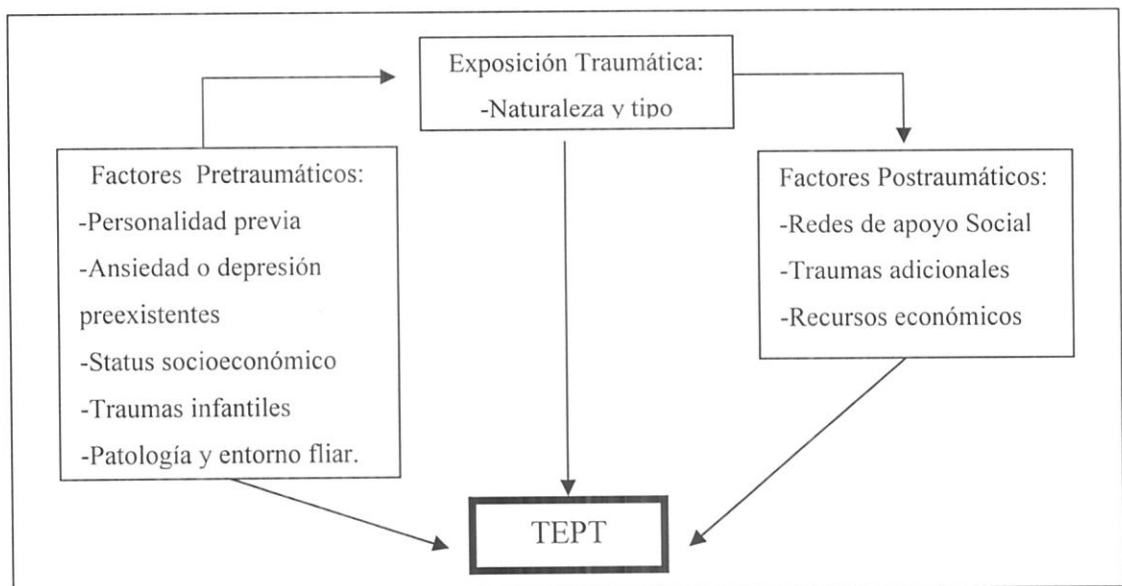 Exposición Traumática:
-Naturaleza y tipo
Factores Pretraumáticos:
-Personalidad previa
-Ansiedad o depresión
preexistentes
-Status socioeconómico
-Traumas infantiles
-Patología y entorno fliar.
Factores Postraumáticos:
-Redes de apoyo Social
-Traumas adicionales
-Recursos económicos
TEPT